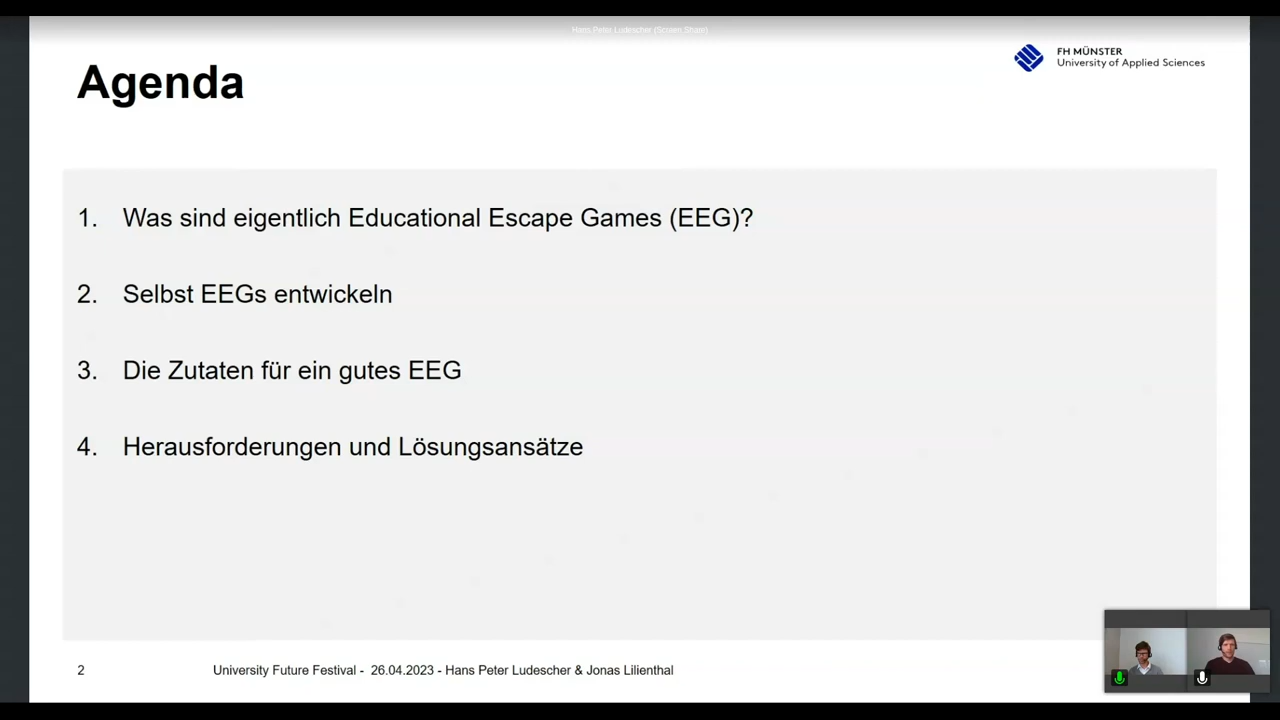 Hans Peter Ludescher (Screen Share)
Agenda
FH MÜNSTER
University of Applied Sciences
1. Was sind eigentlich Educational Escape Games (EEG)?
2. Selbst EEGs entwickeln
3. Die Zutaten für ein gutes EEG
4. Herausforderungen und Lösungsansätze
2
University Future Festival - 26.04.2023 - Hans Peter Ludescher & Jonas Lilienthal